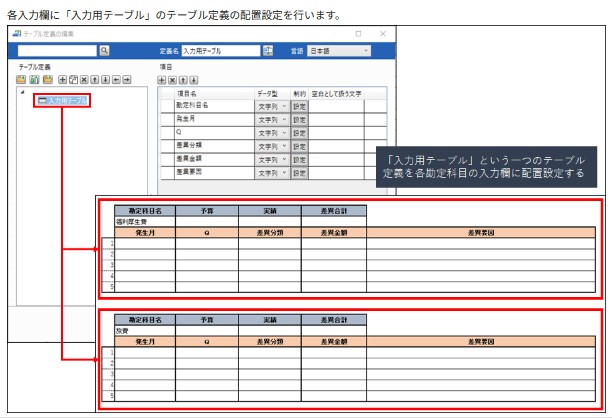 各入力欄に「入力用テーブル」のテーブル定義の配置設定を行います。
テーブル定義の編集
定義名 入力用テーブル 言語 日本語
テーブル定義 項目
入力用テーブル
項目名 データ型 制約 空白として扱う文字
勘定科目名 文字列 設定
発生月 文字列 設定
Q 文字列 設定
差異分類 文字列 設定
差異金額 文字列 設定
差異要因 文字列 設定
「入力用テーブル」という一つのテーブル
定義を各勘定科目の入力欄に配置設定する
勘定科目名 予算 実績 差異合計
福利厚生費
発生月 Q 差異分類 差異金額 差異要因
1
2
3
4
5
勘定科目名 予算 実績 差異合計
旅費
発生月 Q 差異分類 差異金額 差異要因
1
2
3
4
5